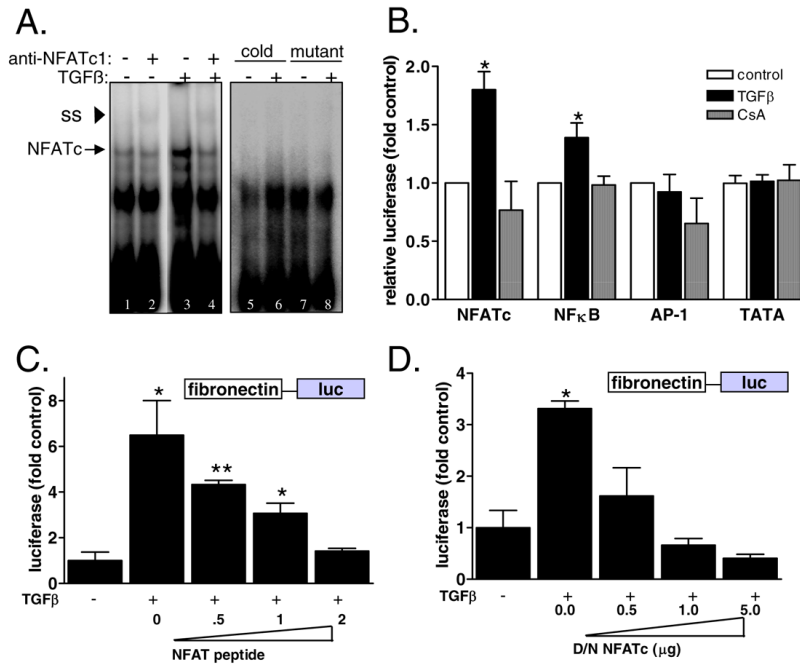 A.
cold mutant
anti-NFATc1: - + - + - + - +
TGFβ: - - + + - + - +
ss
NFATc
1 2 3 4 5 6 7 8
B.
relative luciferase (fold control)
2.0
1.5
1.0
0.5
0.0
* *
control
TGFβ
CsA
NFATc NFκB AP-1 TATA
C.
luciferase (fold control)
8
6
4
2
0
* ** *
fibronectin luc
TGFβ - + + + +
0 .5 1 2
NFAT peptide
D.
luciferase (fold control)
4
3
2
1
0
*
fibronectin luc
TGFβ - + + + +
0.0 0.5 1.0 5.0
D/N NFATc (μg)